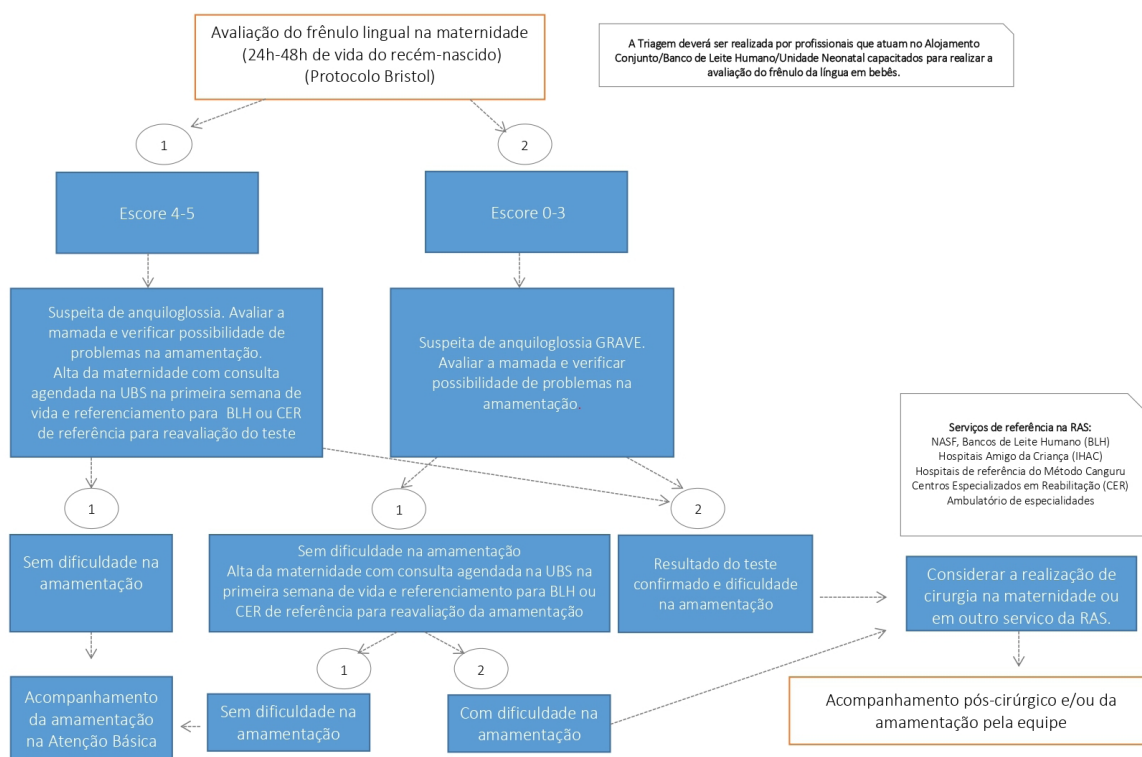 Avaliação do frênulo lingual na maternidade
(24h-48h de vida do recém-nascido)
(Protocolo Bristol)
A Triagem deverá ser realizada por profissionais que atuam no Alojamento
Conjunto/Banco de Leite Humano/Unidade Neonatal capacitados para realizar a
avaliação do frênulo da língua em bebês.
1
2
Escore 4-5
Escore 0-3
Suspeita de anquiloglossia. Avaliar a
mamada e verificar possibilidade de
problemas na amamentação.
Alta da maternidade com consulta
agendada na UBS na primeira semana de
vida e referenciamento para BLH ou CER
de referência para reavaliação do teste
Suspeita de anquiloglossia GRAVE.
Avaliar a mamada e verificar
possibilidade de problemas na
amamentação.
Serviços de referência na RAS:
NASF, Bancos de Leite Humano (BLH)
Hospitais Amigo da Criança (IHAC)
Hospitais de referência do Método Canguru
Centros Especializados em Reabilitação (CER)
Ambulatório de especialidades
1
1
2
Sem dificuldade na
amamentação
Sem dificuldade na amamentação
Alta da maternidade com consulta agendada na UBS na
primeira semana de vida e referenciamento para BLH ou
CER de referência para reavaliação da amamentação
Resultado do teste
confirmado e dificuldade
na amamentação
Considerar a realização de
cirurgia na maternidade ou
em outro serviço da RAS.
1
2
Acompanhamento
da amamentação
na Atenção Básica
Sem dificuldade na
amamentação
Com dificuldade na
amamentação
Acompanhamento pós-cirúrgico e/ou da
amamentação pela equipe